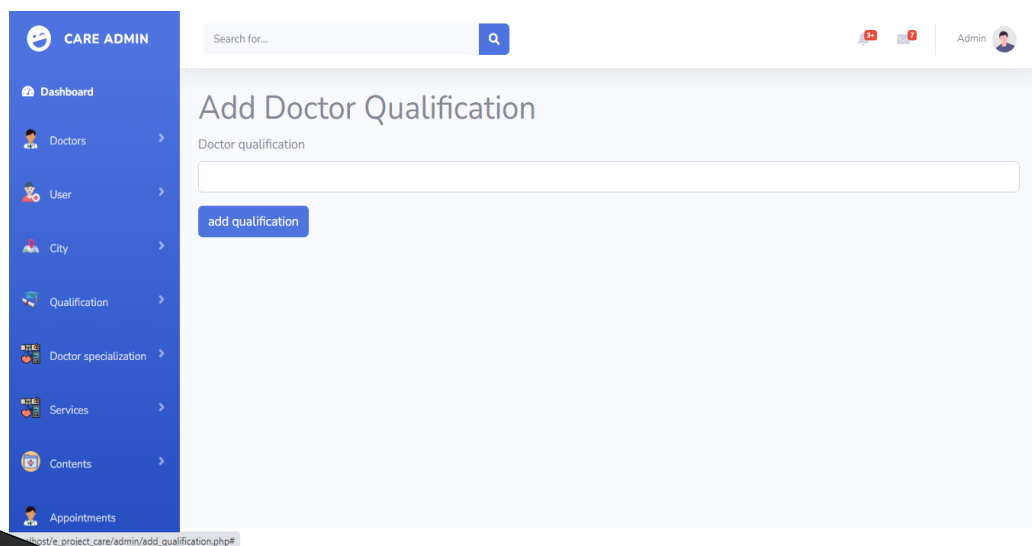 CARE ADMIN
Search for...
3+
7
Admin
Dashboard
Add Doctor Qualification
Doctors
Doctor qualification
User
add qualification
City
Qualification
Doctor specialization
Services
Contents
Appointments
lhost/e_project_care/admin/add_qualification.php#